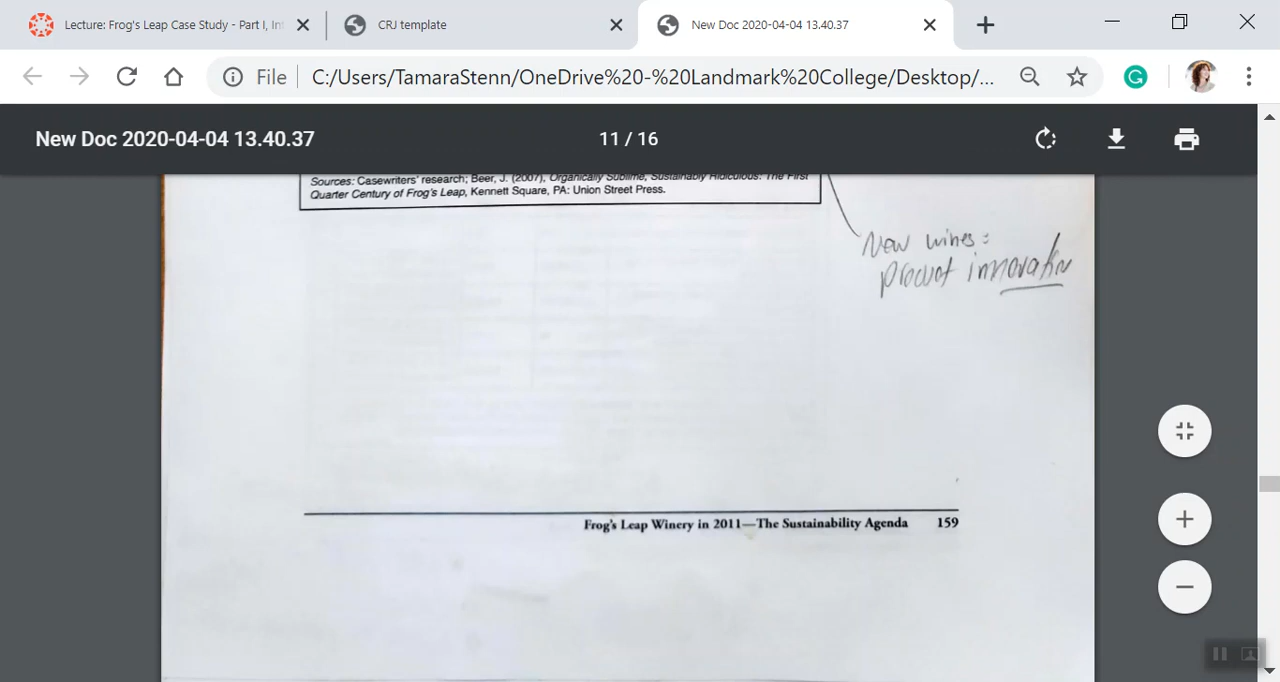 Lecture: Frog's Leap Case Study - Part I, In
CRJ template
New Doc 2020-04-04 13.40.37
File
C:/Users/TamaraStenn/OneDrive%20-%20Landmark%20College/Desktop/...
New Doc 2020-04-04 13.40.37
11 / 16
Sources: Casewriters' research; Beer, J. (2007), Organically Sublime, Sustainably Ridiculous: The First
Quarter Century of Frog's Leap, Kennett Square, PA: Union Street Press.
New wines:
product innovation
Frog's Leap Winery in 2011—The Sustainability Agenda 159